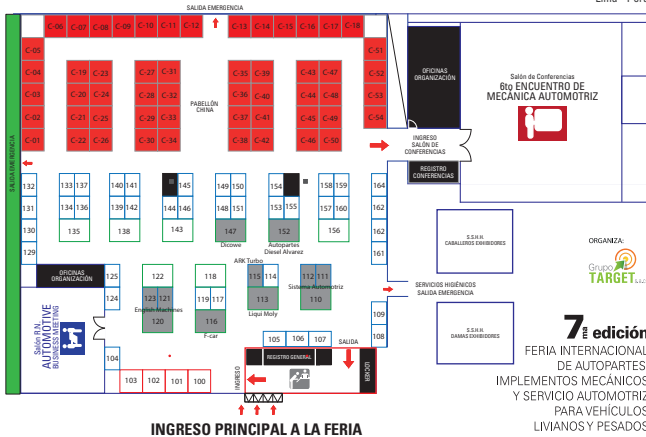 Lima - Perú
SALIDA EMERGENCIA
C-06 C-07 C-08 C-09 C-10 C-11 C-12 C-13 C-14 C-15 C-16 C-17 C-18
C-05 C-51
C-04 C-19 C-23 C-27 C-31 C-35 C-39 C-43 C-47 C-52
C-03 C-20 C-24 C-28 C-32 C-36 C-40 C-44 C-48 C-53
C-02 C-21 C-25 C-29 C-33 C-37 C-41 C-45 C-49 C-54
C-01 C-22 C-26 C-30 C-34 C-38 C-42 C-46 C-50
PABELLÓN
CHINA
OFICINAS
ORGANIZACIÓN
Salón de Conferencias
6to ENCUENTRO DE
MECÁNICA AUTOMOTRIZ
INGRESO
SALÓN DE
CONFERENCIAS
REGISTRO
CONFERENCIAS
SALIDA EMERGENCIA
132 133 137 140 141 145 149 150 154 158 159 164
131 134 136 139 142 144 146 148 151 153 155 157 160 162
130 135 138 143 147 152 156 162
129 161
Dicowe
Autopartes
Diesel Alvarez
ARK Turbo
OFICINAS
ORGANIZACIÓN
125 122 118 115 114 112 111
124 123 121 119 117 113 110
English Machines
Sistema Automotriz
120 116
Liqui Moly
F-car
109
108
104 105 106 107
103 102 101 100
Salón R.N.
AUTOMOTIVE
BUSINESS MEETING
REGISTRO GENERAL
INGRESO
SALIDA
LOCKER
SERVICIOS HIGIÉNICOS
SALIDA EMERGENCIA
S.S.H.H.
CABALLEROS EXHIBIDORES
S.S.H.H.
DAMAS EXHIBIDORES
ORGANIZA:
Grupo
TARGET
INGRESO PRINCIPAL A LA FERIA
7ma edición
FERIA INTERNACIONAL
DE AUTOPARTES
IMPLEMENTOS MECÁNICOS
Y SERVICIO AUTOMOTRIZ
PARA VEHÍCULOS
LIVIANOS Y PESADOS